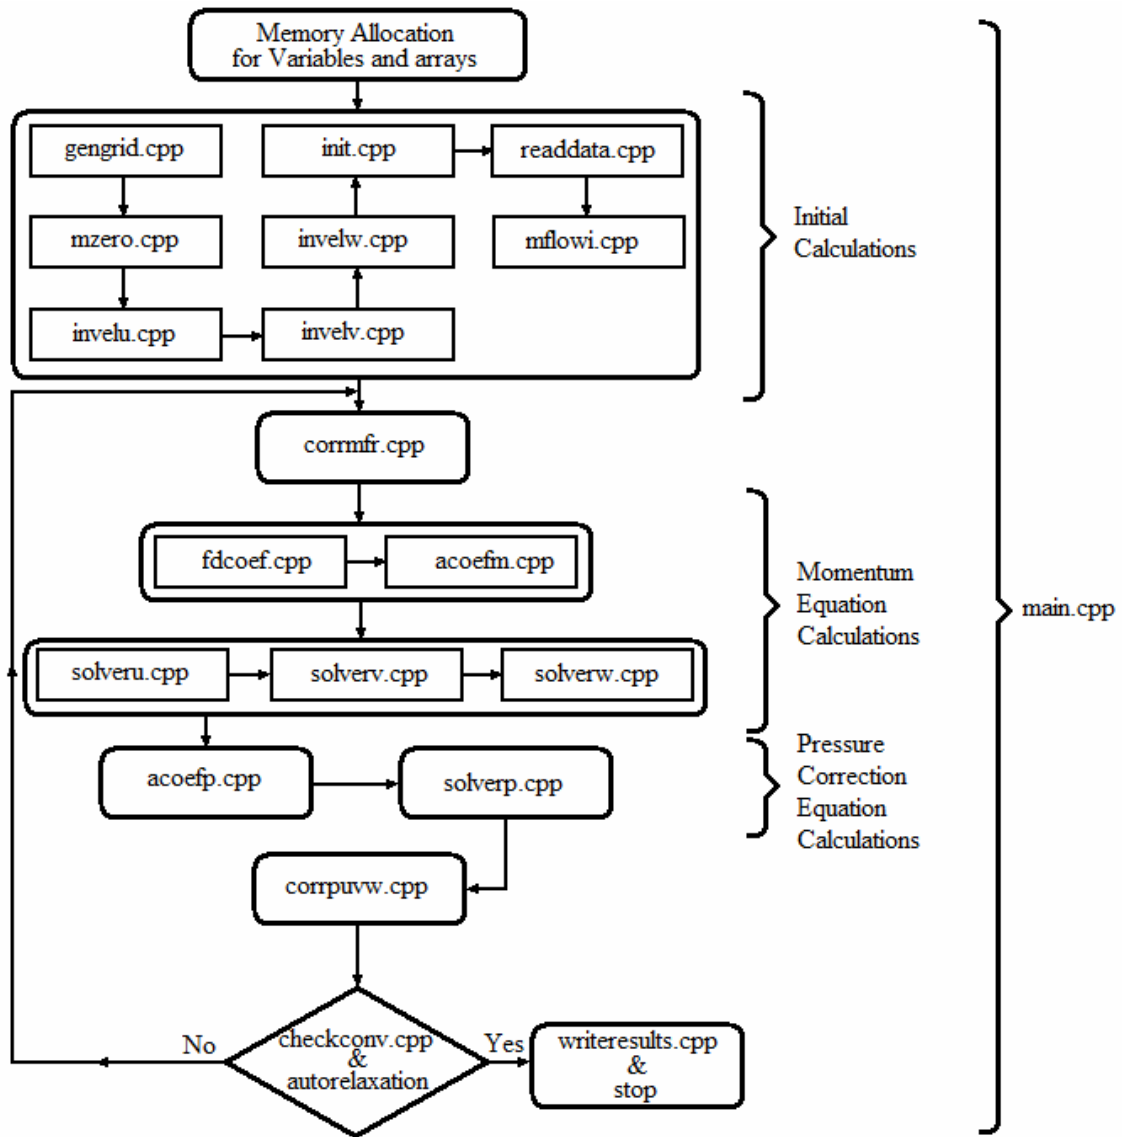 Memory Allocation
for Variables and arrays
gengrid.cpp
init.cpp
readdata.cpp
mzero.cpp
invelw.cpp
mflowi.cpp
invelu.cpp
invelv.cpp
Initial
Calculations
corrmfr.cpp
fdcoef.cpp
acoefm.cpp
solveru.cpp
solverv.cpp
solverw.cpp
Momentum
Equation
Calculations
main.cpp
acoefp.cpp
solverp.cpp
Pressure
Correction
Equation
Calculations
corrpuvw.cpp
No
checkconv.cpp
&
autorelaxation
Yes
writeresults.cpp
&
stop